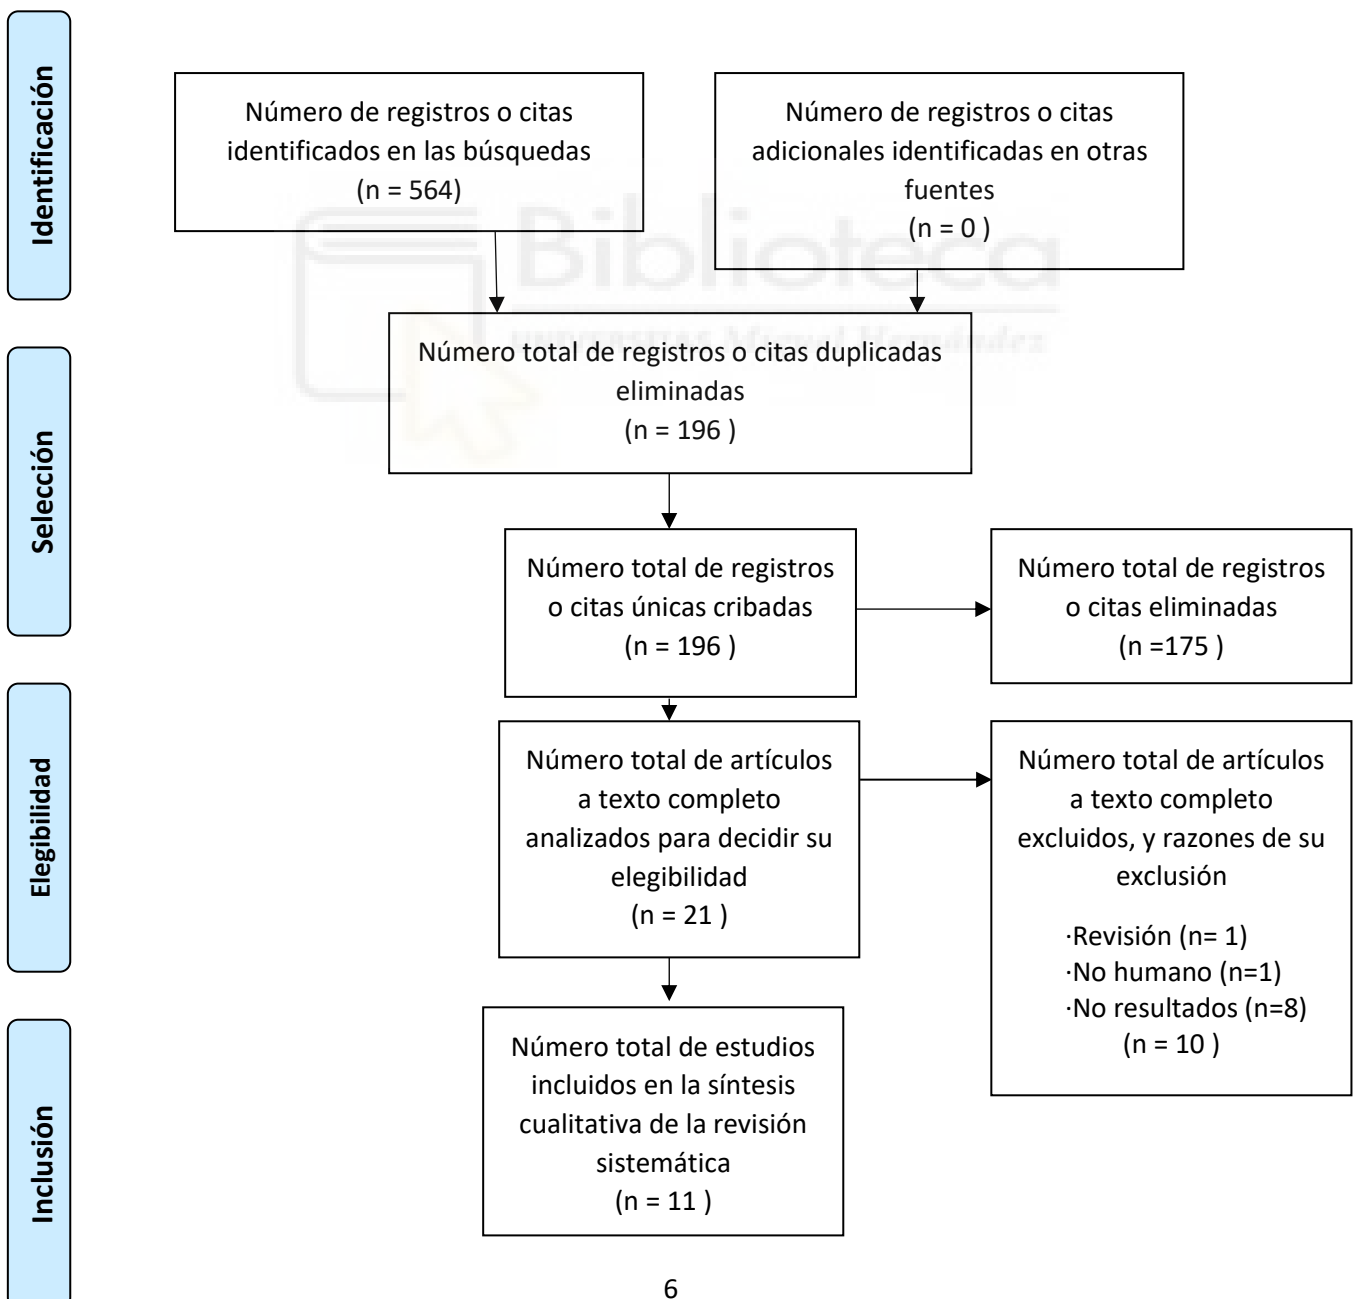 Identificación
Número de registros o citas
identificados en las búsquedas
(n = 564)
Número de registros o citas
adicionales identificadas en otras
fuentes
(n = 0 )
Biblioteca
UNIVERSITAS Miguel Hernández
Selección
Número total de registros o citas duplicadas
eliminadas
(n = 196 )
Número total de registros
o citas únicas cribadas
(n = 196 )
Número total de registros
o citas eliminadas
(n =175 )
Elegibilidad
Número total de artículos
a texto completo
analizados para decidir su
elegibilidad
(n = 21 )
Número total de artículos
a texto completo
excluidos, y razones de su
exclusión
·Revisión (n= 1)
·No humano (n=1)
·No resultados (n=8)
(n = 10 )
Inclusión
Número total de estudios
incluidos en la síntesis
cualitativa de la revisión
sistemática
(n = 11 )
6